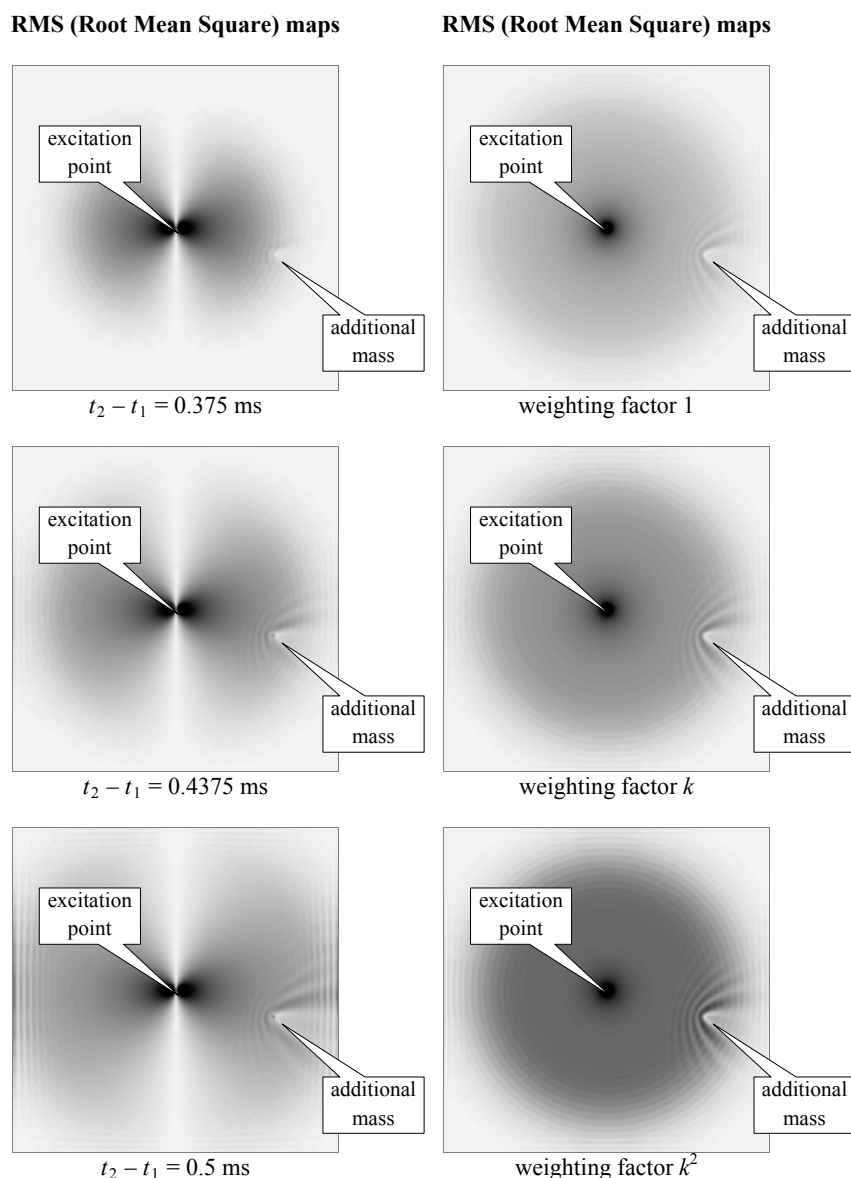 RMS (Root Mean Square) maps
excitation
point
additional
mass
t₂ – t₁ = 0.375 ms
excitation
point
additional
mass
t₂ – t₁ = 0.4375 ms
excitation
point
additional
mass
t₂ – t₁ = 0.5 ms
RMS (Root Mean Square) maps
excitation
point
additional
mass
weighting factor 1
excitation
point
additional
mass
weighting factor k
excitation
point
additional
mass
weighting factor k²